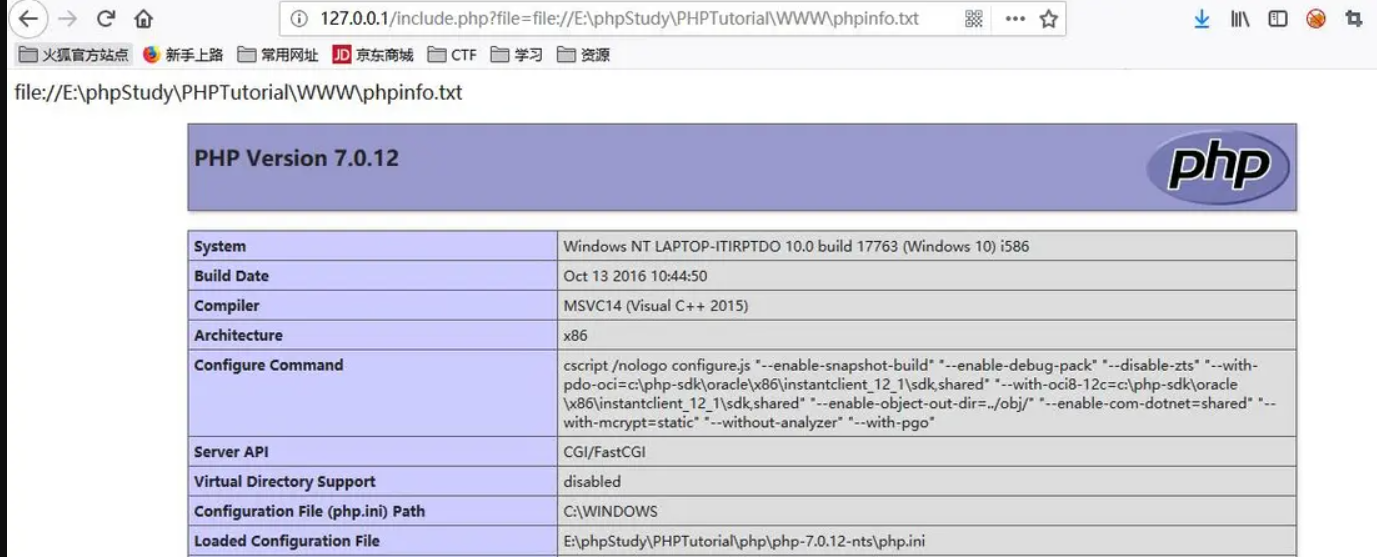 127.0.0.1/include.php?file=file://E:\phpStudy\PHPTutorial\WWW\phpinfo.txt
火狐官方站点 新手上路 常用网址 JD 京东商城 CTF 学习 资源
file://E:\phpStudy\PHPTutorial\WWW\phpinfo.txt
PHP Version 7.0.12 php
System Windows NT LAPTOP-ITIRPTDO 10.0 build 17763 (Windows 10) i586
Build Date Oct 13 2016 10:44:50
Compiler MSVC14 (Visual C++ 2015)
Architecture x86
Configure Command cscript /nologo configure.js "--enable-snapshot-build" "--enable-debug-pack" "--disable-zts" "--with-
pdo-oci=c:\php-sdk\oracle\x86\instantclient_12_1\sdk,shared" "--with-oci8-12c=c:\php-sdk\oracle
\x86\instantclient_12_1\sdk,shared" "--enable-object-out-dir=../obj/" "--enable-com-dotnet=shared" "--
with-mcrypt=static" "--without-analyzer" "--with-pgo"
Server API CGI/FastCGI
Virtual Directory Support disabled
Configuration File (php.ini) Path C:\WINDOWS
Loaded Configuration File E:\phpStudy\PHPTutorial\php\php-7.0.12-nts\php.ini